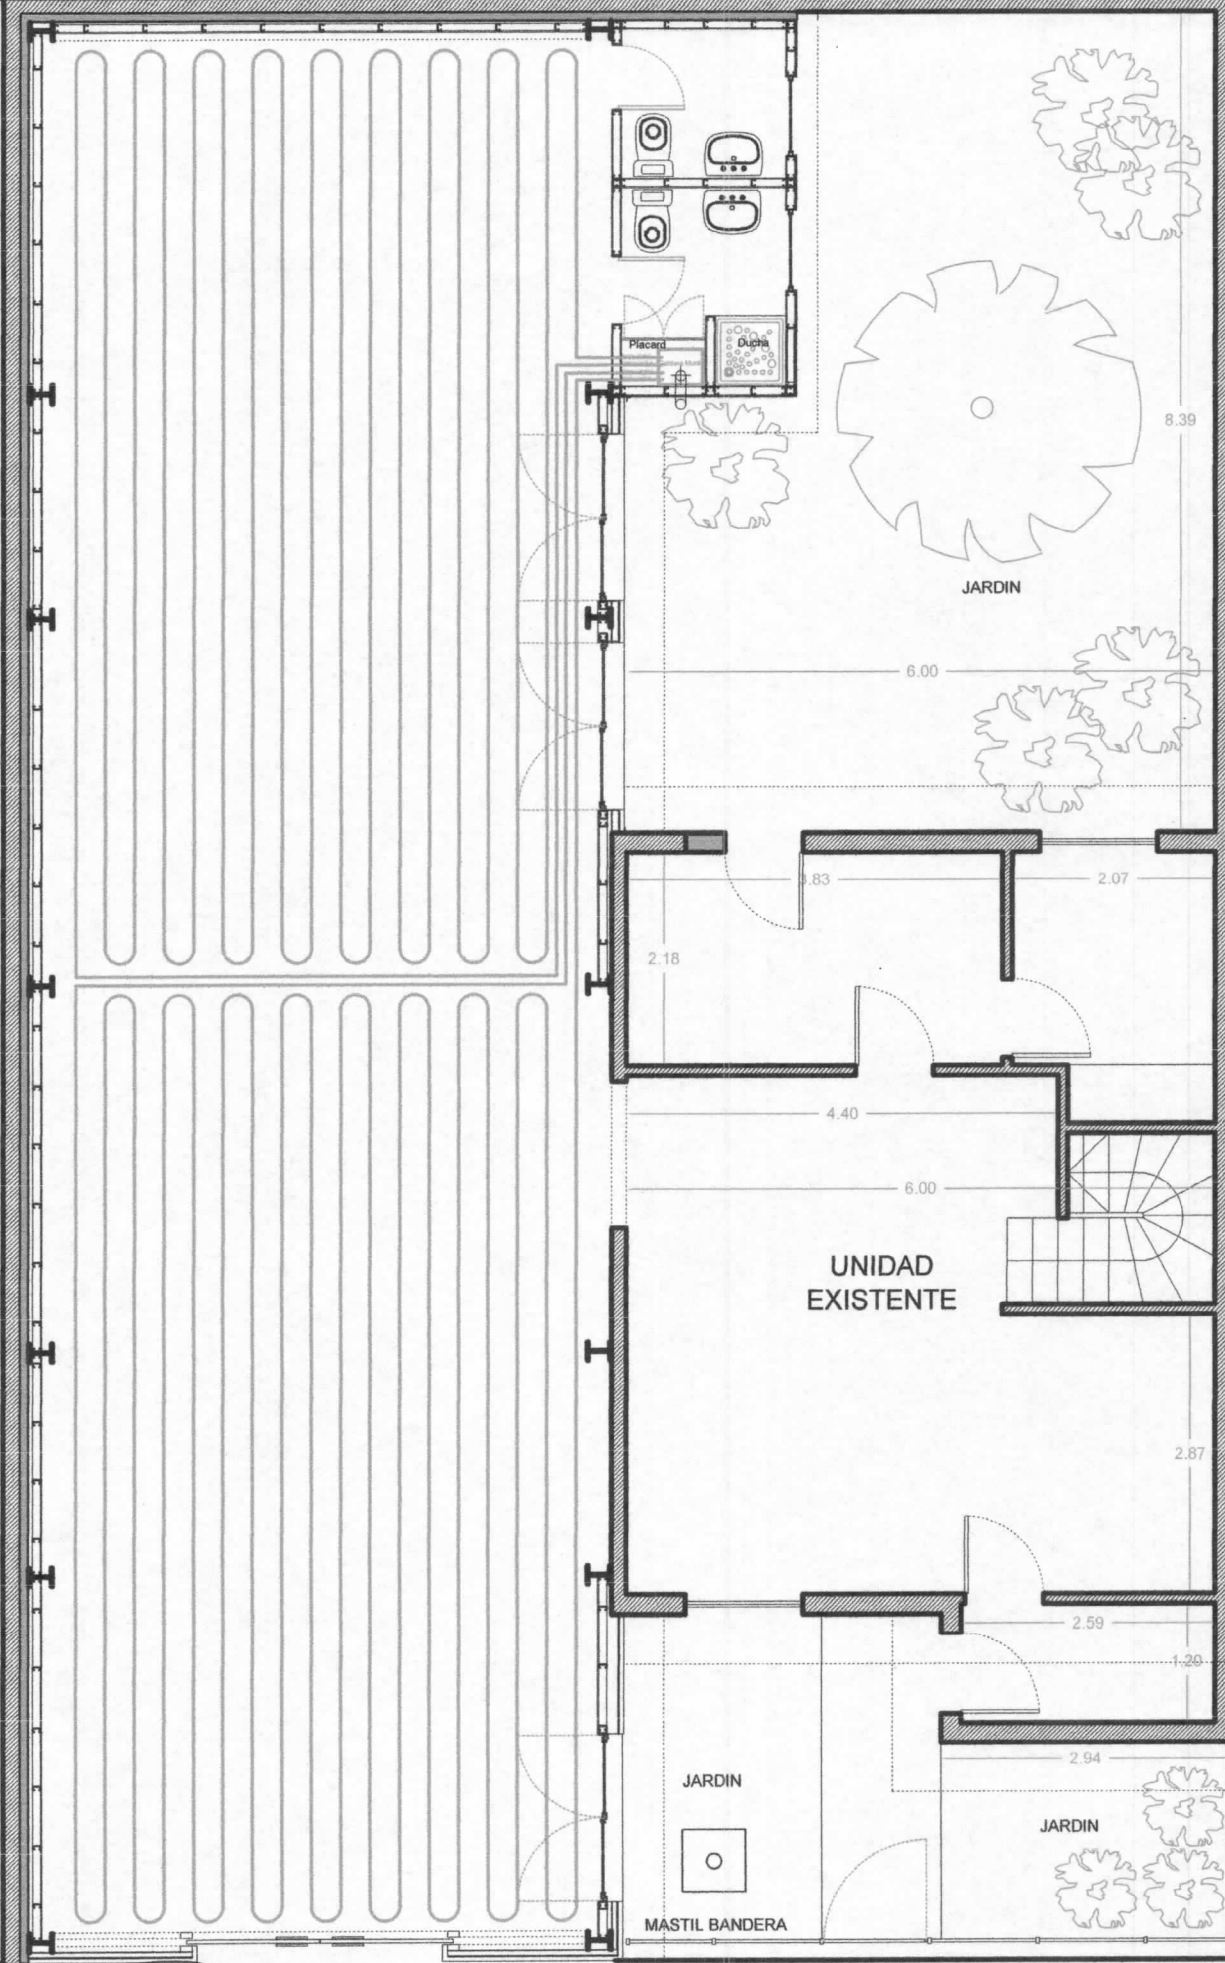 Placard
Ducha
8.39
JARDIN
6.00
3.83
2.07
2.18
4.40
6.00
UNIDAD
EXISTENTE
2.87
2.59
1.20
2.94
JARDIN
JARDIN
MASTIL BANDERA